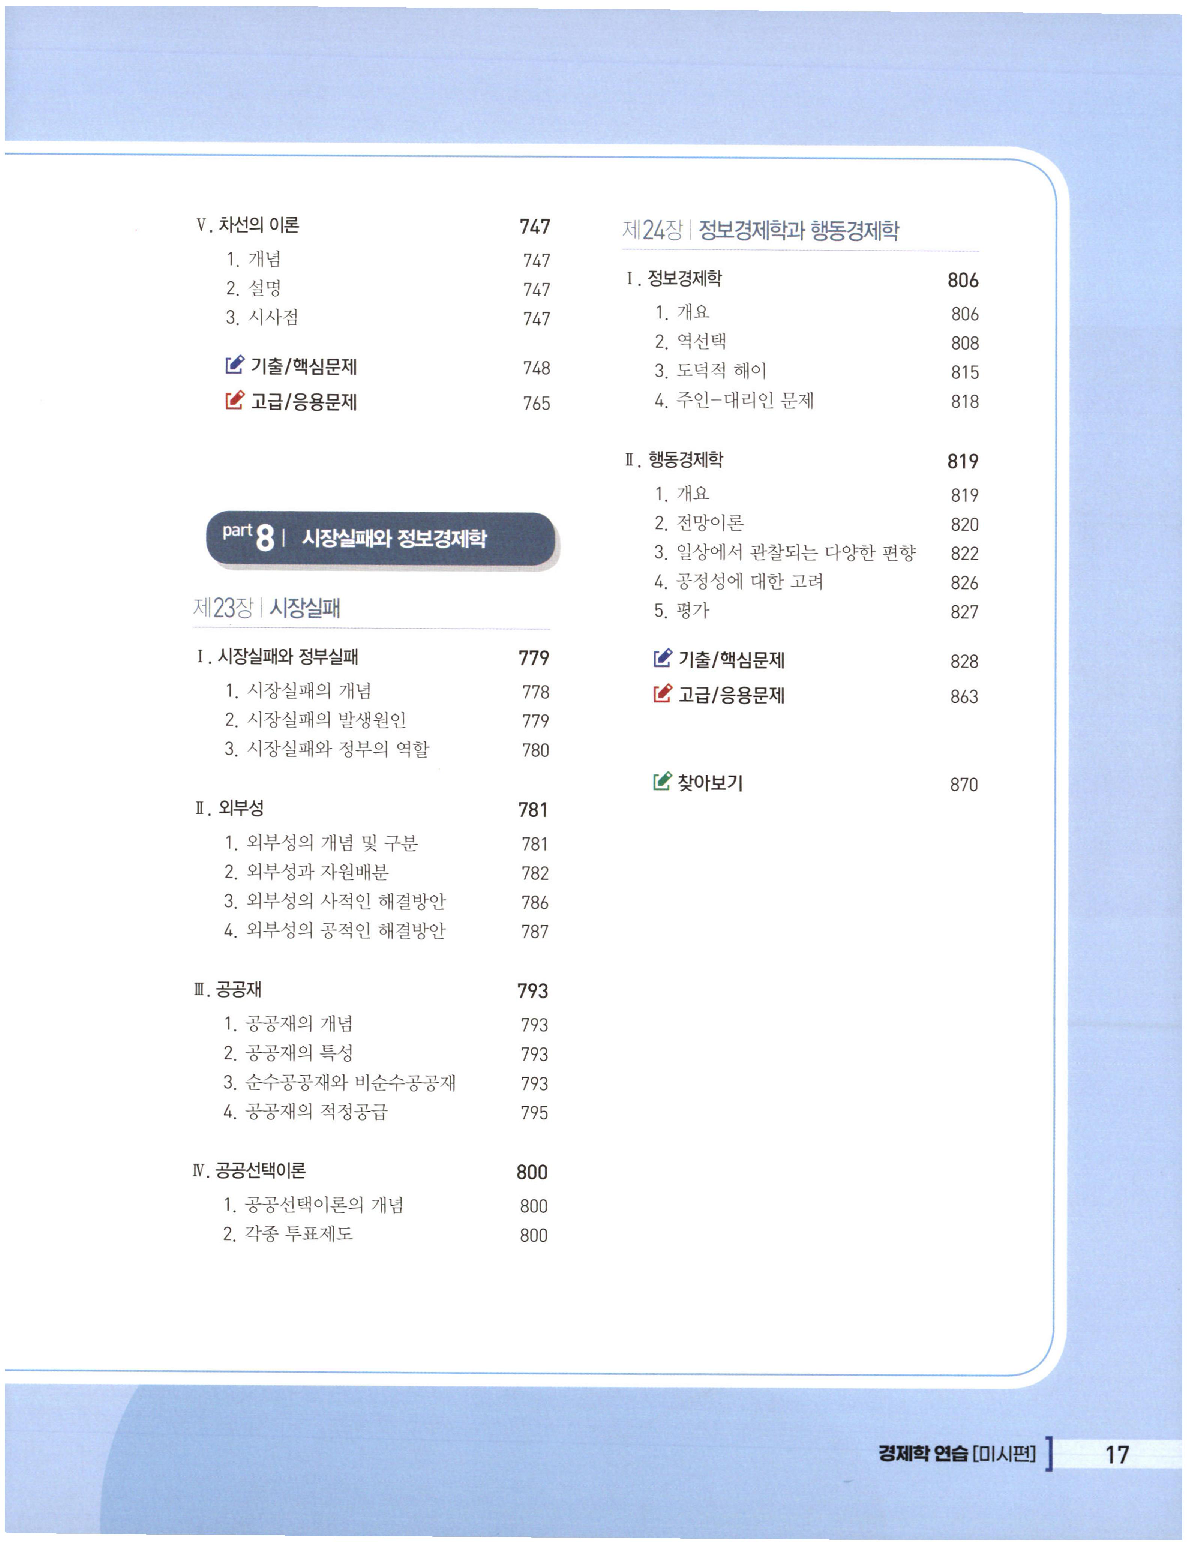 Ⅴ. 차선의 이론 747
1. 개념 747
2. 설명 747
3. 시사점 747
기출/핵심문제 748
고급/응용문제 765
part 8 | 시장실패와 정보경제학
제23장 | 시장실패
Ⅰ. 시장실패와 정부실패 779
1. 시장실패의 개념 778
2. 시장실패의 발생원인 779
3. 시장실패와 정부의 역할 780
Ⅱ. 외부성 781
1. 외부성의 개념 및 구분 781
2. 외부성과 자원배분 782
3. 외부성의 사적인 해결방안 786
4. 외부성의 공적인 해결방안 787
Ⅲ. 공공재 793
1. 공공재의 개념 793
2. 공공재의 특성 793
3. 순수공공재와 비순수공공재 793
4. 공공재의 적정공급 795
Ⅳ. 공공선택이론 800
1. 공공선택이론의 개념 800
2. 각종 투표제도 800
제24장 | 정보경제학과 행동경제학
Ⅰ. 정보경제학 806
1. 개요 806
2. 역선택 808
3. 도덕적 해이 815
4. 주인-대리인 문제 818
Ⅱ. 행동경제학 819
1. 개요 819
2. 전망이론 820
3. 일상에서 관찰되는 다양한 편향 822
4. 공정성에 대한 고려 826
5. 평가 827
기출/핵심문제 828
고급/응용문제 863
찾아보기 870
경제학 연습 [미시편] 17